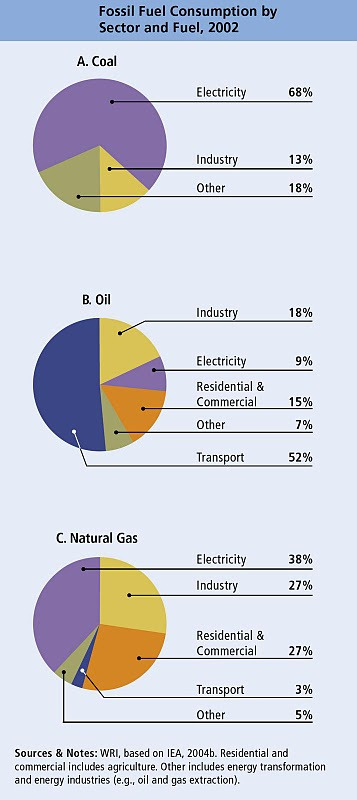 Fossil Fuel Consumption by
Sector and Fuel, 2002
A. Coal
Electricity 68%
Industry 13%
Other 18%
B. Oil
Industry 18%
Electricity 9%
Residential &
Commercial 15%
Other 7%
Transport 52%
C. Natural Gas
Electricity 38%
Industry 27%
Residential &
Commercial 27%
Transport 3%
Other 5%
Sources & Notes: WRI, based on IEA, 2004b. Residential and
commercial includes agriculture. Other includes energy transformation
and energy industries (e.g., oil and gas extraction).